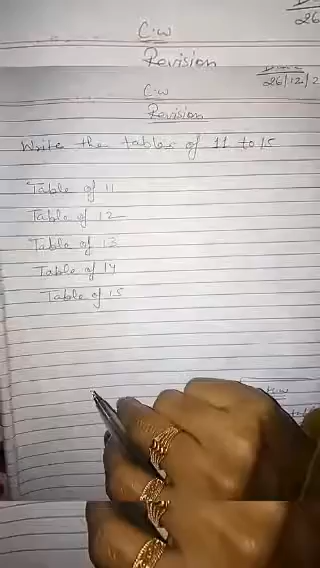 26
C.w
Revision
C.w
26/12/2
Revision
Write the tables of 11 to 15
Table of 11
Table of 12
Table of 13
Table of 14
Table of 15